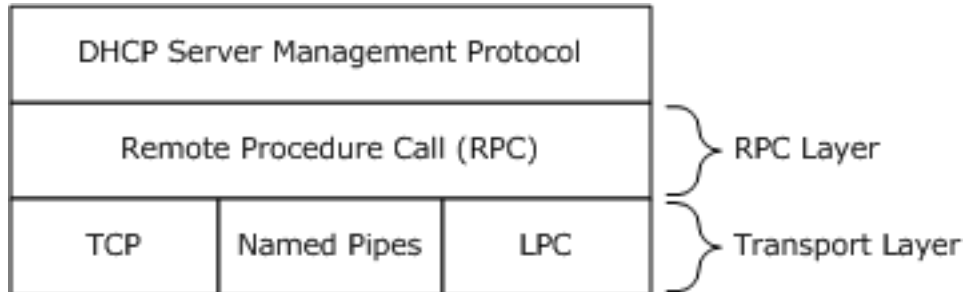 DHCP Server Management Protocol
Remote Procedure Call (RPC)
RPC Layer
TCP
Named Pipes
LPC
Transport Layer